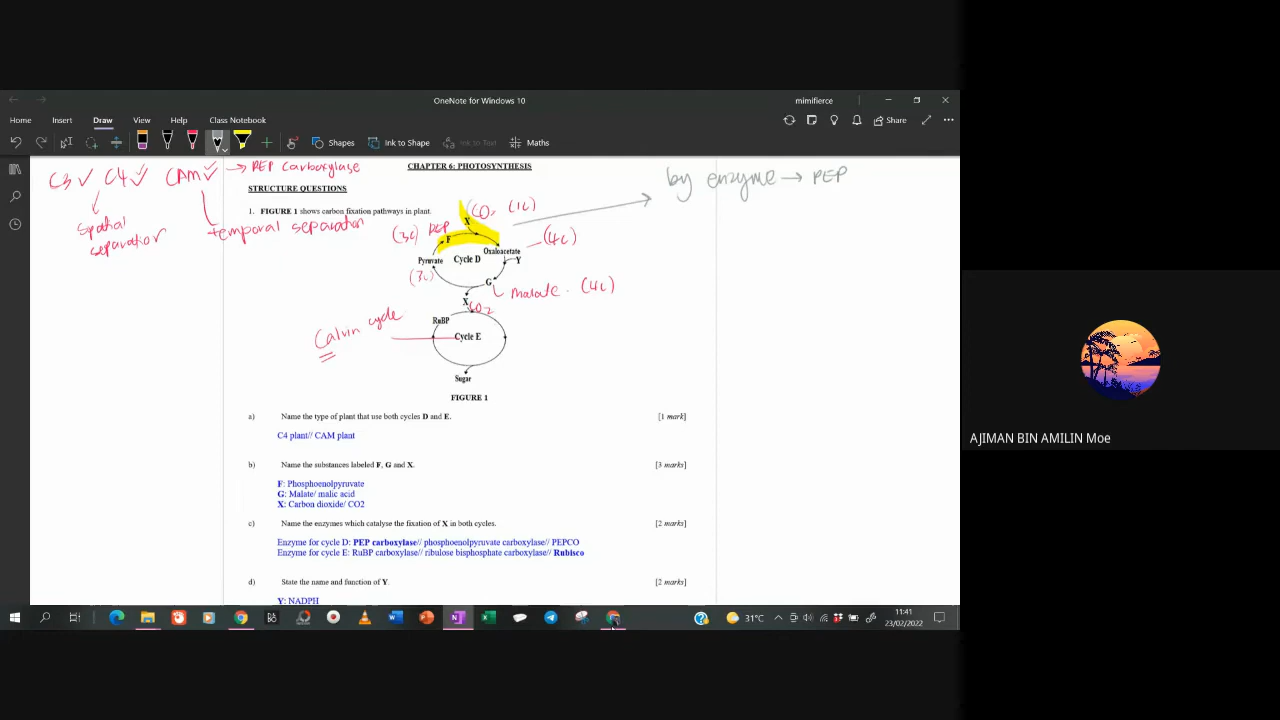 OneNote for Windows 10
mimifierce
Home Insert Draw View Help Class Notebook
Share
Shapes Ink to Shape Ink to Text Maths
C3 C4 CAM → PEP carboxylase
spatial separation
temporal separation
CHAPTER 6: PHOTOSYNTHESIS
STRUCTURE QUESTIONS
1. FIGURE 1 shows carbon fixation pathways in plant.
by enzyme → PEP
CO2 (1C)
X
(3C) PEP
F
Oxaloacetate (4C)
Pyruvate Cycle D Y
(3C)
G
malate (4C)
X
CO2
RuBP
Calvin cycle
Cycle E
Sugar
FIGURE 1
a) Name the type of plant that use both cycles D and E. [1 mark]
C4 plant// CAM plant
b) Name the substances labeled F, G and X. [3 marks]
F: Phosphoenolpyruvate
G: Malate/ malic acid
X: Carbon dioxide/ CO2
c) Name the enzymes which catalyse the fixation of X in both cycles. [2 marks]
Enzyme for cycle D: PEP carboxylase// phosphoenolpyruvate carboxylase// PEPCO
Enzyme for cycle E: RuBP carboxylase// ribulose bisphosphate carboxylase// Rubisco
d) State the name and function of Y. [2 marks]
Y: NADPH
AJIMAN BIN AMILIN Moe
31°C
11:41
23/02/2022